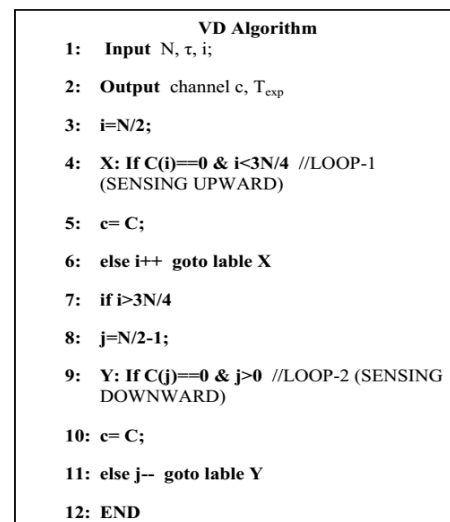 VD Algorithm
1: Input N, τ, i;
2: Output channel c, Texp
3: i=N/2;
4: X: If C(i)==0 & i<3N/4 //LOOP-1
(SENSING UPWARD)
5: c= C;
6: else i++ goto lable X
7: if i>3N/4
8: j=N/2-1;
9: Y: If C(j)==0 & j>0 //LOOP-2 (SENSING
DOWNWARD)
10: c= C;
11: else j-- goto lable Y
12: END